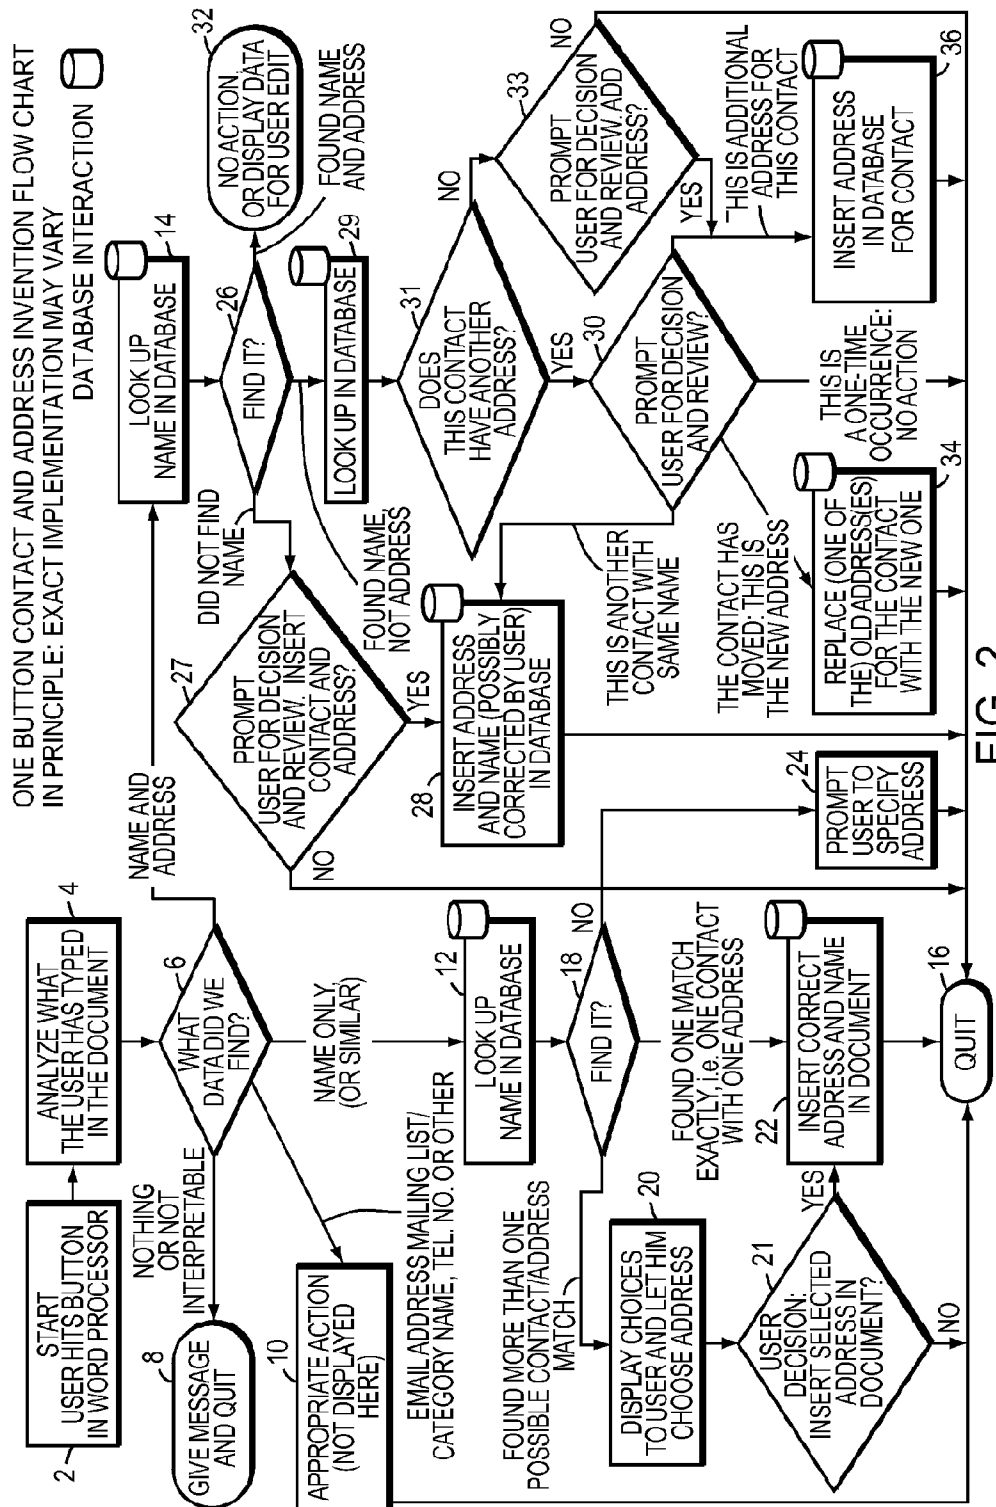 ONE BUTTON CONTACT AND ADDRESS INVENTION FLOW CHART
IN PRINCIPLE: EXACT IMPLEMENTATION MAY VARY
DATABASE INTERACTION
START
USER HITS BUTTON
IN WORD PROCESSOR
2
ANALYZE WHAT
THE USER HAS TYPED
IN THE DOCUMENT
4
WHAT
DATA DID WE
FIND?
6
NOTHING
OR NOT
INTERPRETABLE
GIVE MESSAGE
AND QUIT
8
APPROPRIATE ACTION
(NOT DISPLAYED
HERE)
10
EMAIL ADDRESS MAILING LIST/
CATEGORY NAME, TEL. NO. OR OTHER
NAME ONLY,
(OR SIMILAR)
NAME AND
ADDRESS
LOOK UP
NAME IN DATABASE
12
FIND IT?
18
NO
FOUND MORE THAN ONE
POSSIBLE CONTACT/ADDRESS
MATCH
DISPLAY CHOICES
TO USER AND LET HIM
CHOOSE ADDRESS
20
USER
DECISION:
INSERT SELECTED
ADDRESS IN
DOCUMENT?
21
YES
NO
FOUND ONE MATCH
EXACTLY, i.e. ONE CONTACT
WITH ONE ADDRESS
INSERT CORRECT
ADDRESS AND NAME
IN DOCUMENT
22
PROMPT
USER TO
SPECIFY
ADDRESS
24
QUIT
16
LOOK UP
NAME IN DATABASE
14
FIND IT?
26
FOUND NAME
AND ADDRESS
NO ACTION
OR DISPLAY DATA
FOR USER EDIT
32
DID NOT FIND
NAME
PROMPT
USER FOR DECISION
AND REVIEW. INSERT
CONTACT AND
ADDRESS?
27
YES
NO
INSERT ADDRESS
AND NAME (POSSIBLY
CORRECTED BY USER)
IN DATABASE
28
FOUND NAME,
NOT ADDRESS
LOOK UP IN DATABASE
29
DOES
THIS CONTACT
HAVE ANOTHER
ADDRESS?
31
NO
YES
PROMPT
USER FOR DECISION
AND REVIEW ADD
ADDRESS?
33
NO
YES
PROMPT
USER FOR DECISION
AND REVIEW?
30
THIS IS ANOTHER
CONTACT WITH
SAME NAME
THE CONTACT HAS
MOVED: THIS IS
THE NEW ADDRESS
REPLACE (ONE OF
THE) OLD ADDRESS(ES)
FOR THE CONTACT
WITH THE NEW ONE
34
THIS IS
A ONE-TIME
OCCURRENCE:
NO ACTION
THIS IS ADDITIONAL
ADDRESS FOR
THIS CONTACT
INSERT ADDRESS
IN DATABASE
FOR CONTACT
36
FIG. 2